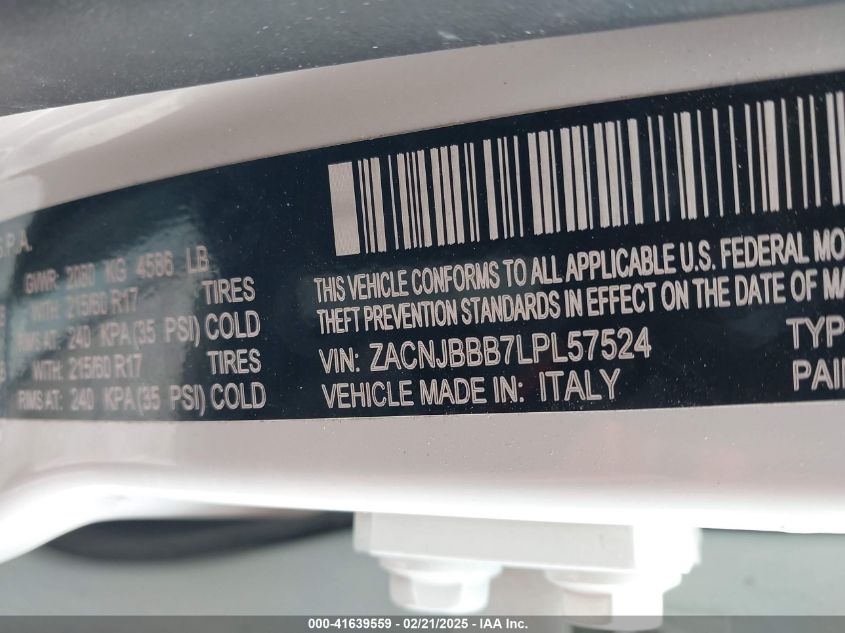 S.P.A.
GVWR 2080 KG 4586 LB
WITH: 215/60 R17 TIRES
RIMS AT: 240 KPA (35 PSI) COLD
WITH: 215/60 R17 TIRES
RIMS AT: 240 KPA (35 PSI) COLD
THIS VEHICLE CONFORMS TO ALL APPLICABLE U.S. FEDERAL MO
THEFT PREVENTION STANDARDS IN EFFECT ON THE DATE OF MA
VIN: ZACNJBBB7LPL57524 TYP
VEHICLE MADE IN: ITALY PAI
000-41639559 — 02/21/2025 — IAA Inc.